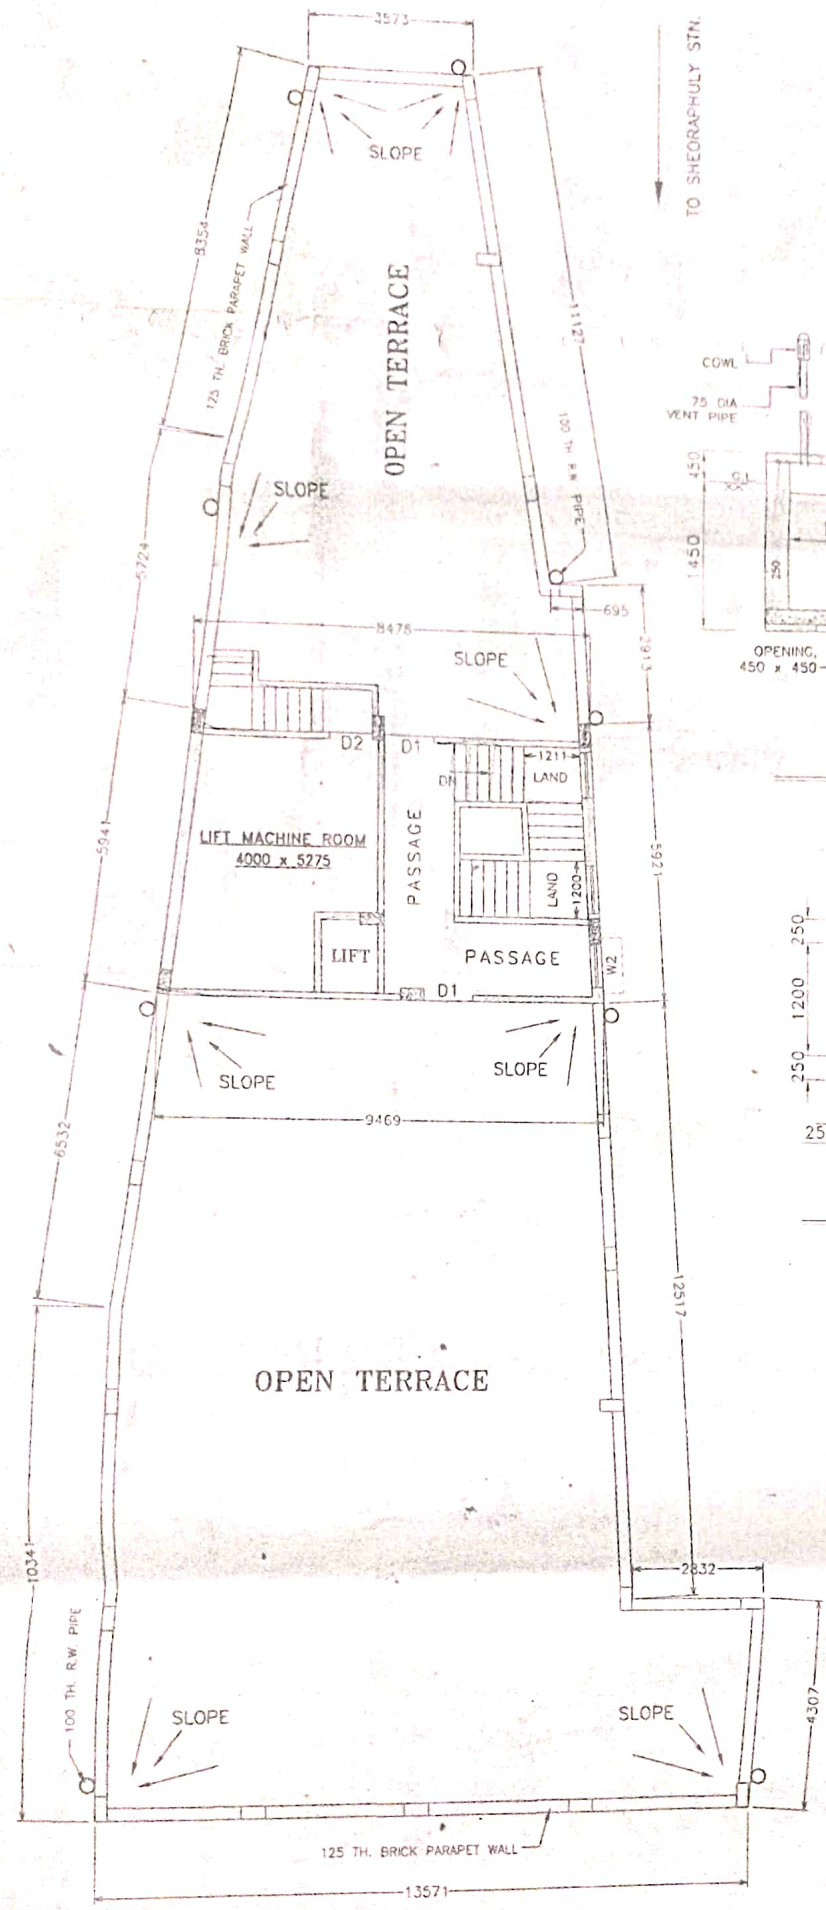 3573
SLOPE
TO SHEORAPHULY STN.
8354
125 TH. BRICK PARAPET WALL
OPEN TERRACE
11127
COWL
75 DIA
VENT PIPE
450
G.L
100 TH R.W. PIPE
SLOPE
5724
1450
250
695
8478
2913
SLOPE
OPENING,
450 x 450
D2
D1
1211
LAND
DN
5941
LIFT MACHINE ROOM
4000 x 5275
PASSAGE
5921
LAND
1200
250
LIFT
PASSAGE
W2
D1
1200
SLOPE
SLOPE
250
9469
25
6532
12517
OPEN TERRACE
10341
2832
100 TH. R.W. PIPE
SLOPE
SLOPE
4307
125 TH. BRICK PARAPET WALL
13571